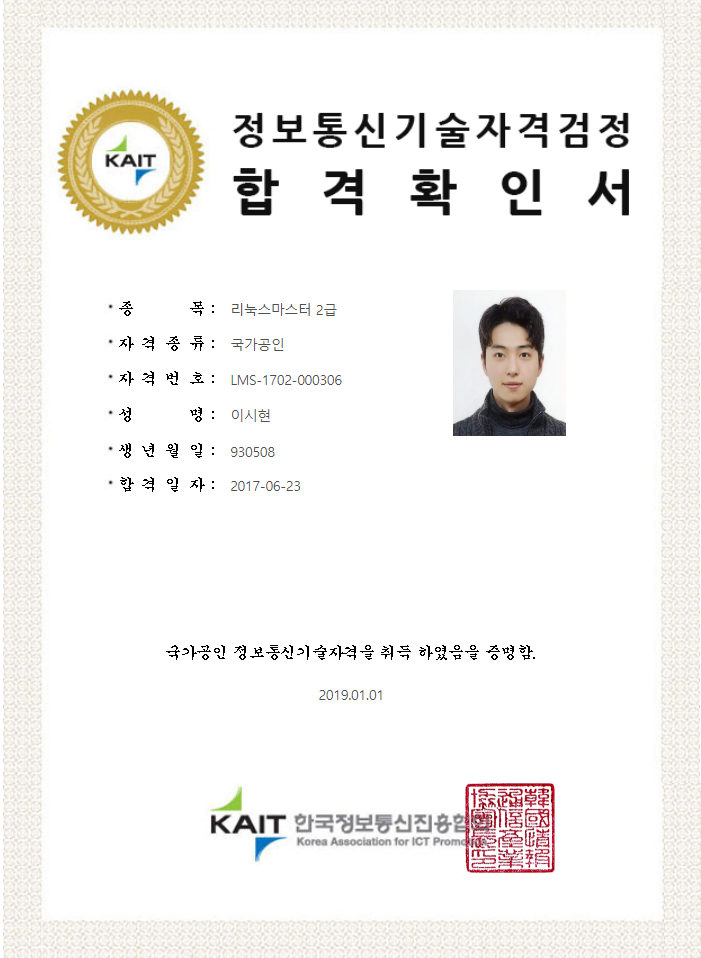 KAIT
정보통신기술자격검정
합격확인서
* 종 목 : 리눅스마스터 2급
* 자격종류 : 국가공인
* 자격번호 : LMS-1702-000306
* 성 명 : 이시현
* 생년월일 : 930508
* 합격일자 : 2017-06-23
국가공인 정보통신기술자격을 취득 하였음을 증명함.
2019.01.01
KAIT 한국정보통신진흥협회
Korea Association for ICT Promotion